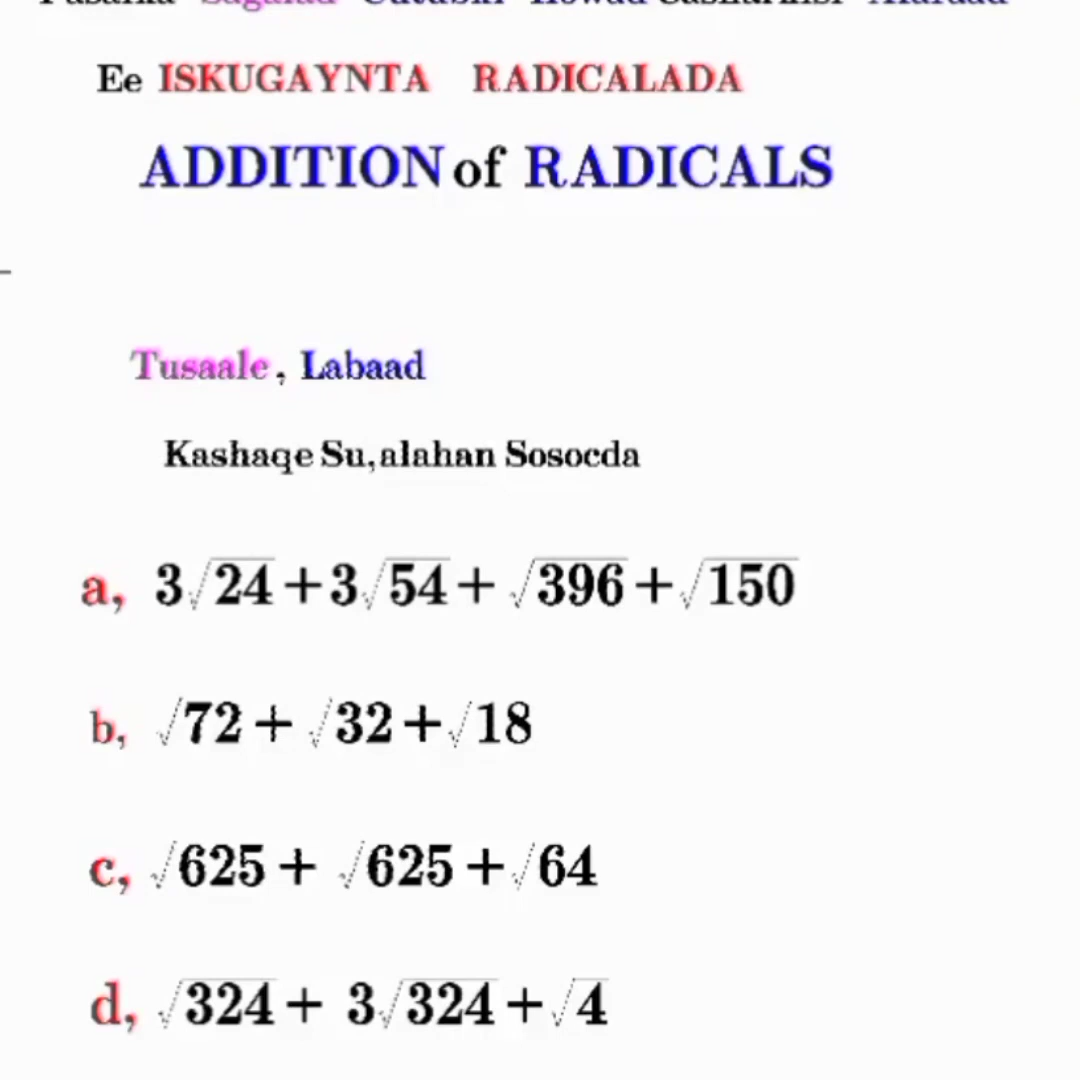 Ee ISKUGAYNTA RADICALADA
ADDITION of RADICALS
Tusaale, Labaad
Kashaqe Su,alahan Sosocda
a, 3√24 + 3√54 + √396 + √150
b, √72 + √32 + √18
c, √625 + √625 + √64
d, √324 + 3√324 + √4